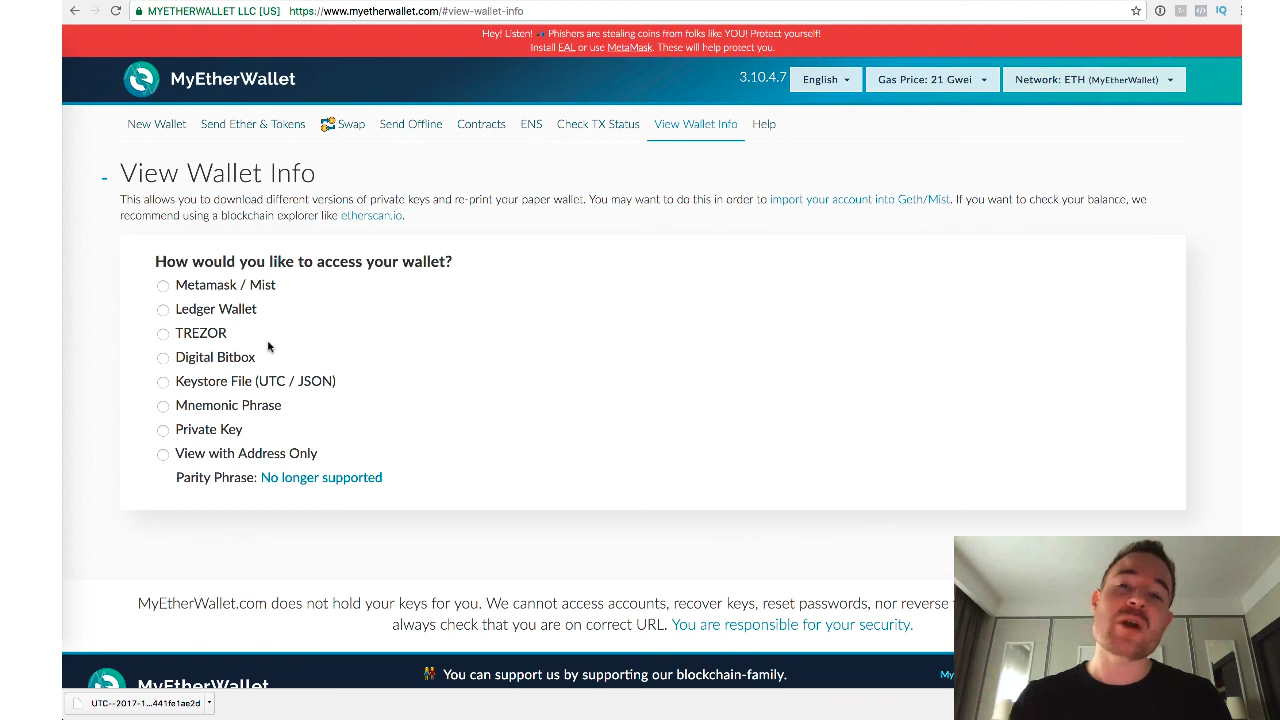 MYETHERWALLET LLC [US] https://www.myetherwallet.com/#view-wallet-info
Hey! Listen! Phishers are stealing coins from folks like YOU! Protect yourself!
Install EAL or use MetaMask. These will help protect you.
MyEtherWallet
3.10.4.7 English Gas Price: 21 Gwei Network: ETH (MyEtherWallet)
New Wallet Send Ether & Tokens Swap Send Offline Contracts ENS Check TX Status View Wallet Info Help
View Wallet Info
This allows you to download different versions of private keys and re-print your paper wallet. You may want to do this in order to import your account into Geth/Mist. If you want to check your balance, we
recommend using a blockchain explorer like etherscan.io.
How would you like to access your wallet?
Metamask / Mist
Ledger Wallet
TREZOR
Digital Bitbox
Keystore File (UTC / JSON)
Mnemonic Phrase
Private Key
View with Address Only
Parity Phrase: No longer supported
MyEtherWallet.com does not hold your keys for you. We cannot access accounts, recover keys, reset passwords, nor reverse
always check that you are on correct URL. You are responsible for your security.
You can support us by supporting our blockchain-family.
My
MyEtherWallet
UTC--2017-1...441fe1ae2d